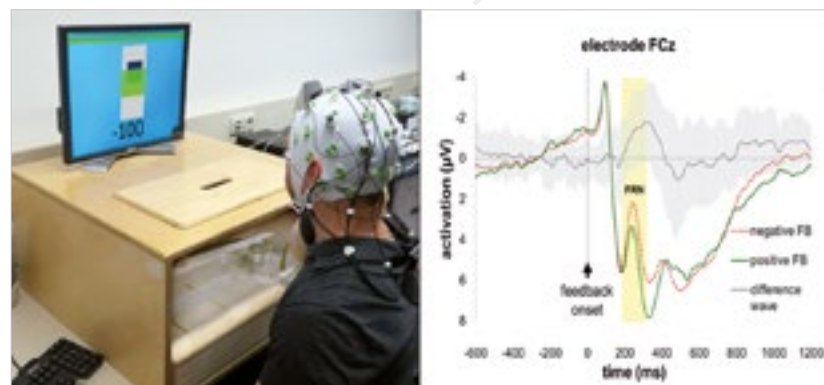 -100
electrode FCz
-4
-2
0
2
4
6
8
activation (µV)
FRN
feedback
onset
negative FB
positive FB
difference
wave
-600 -400 -200 0 200 400 600 800 1000 1200
time (ms)